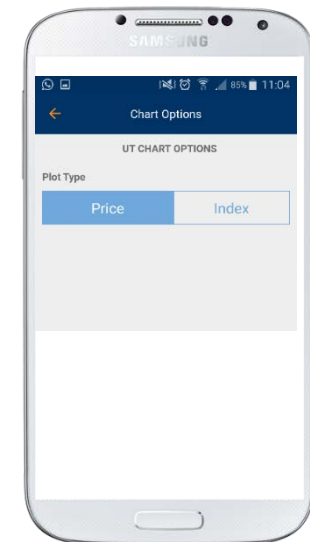 SAMSUNG
85% 11:04
Chart Options
UT CHART OPTIONS
Plot Type
Price Index